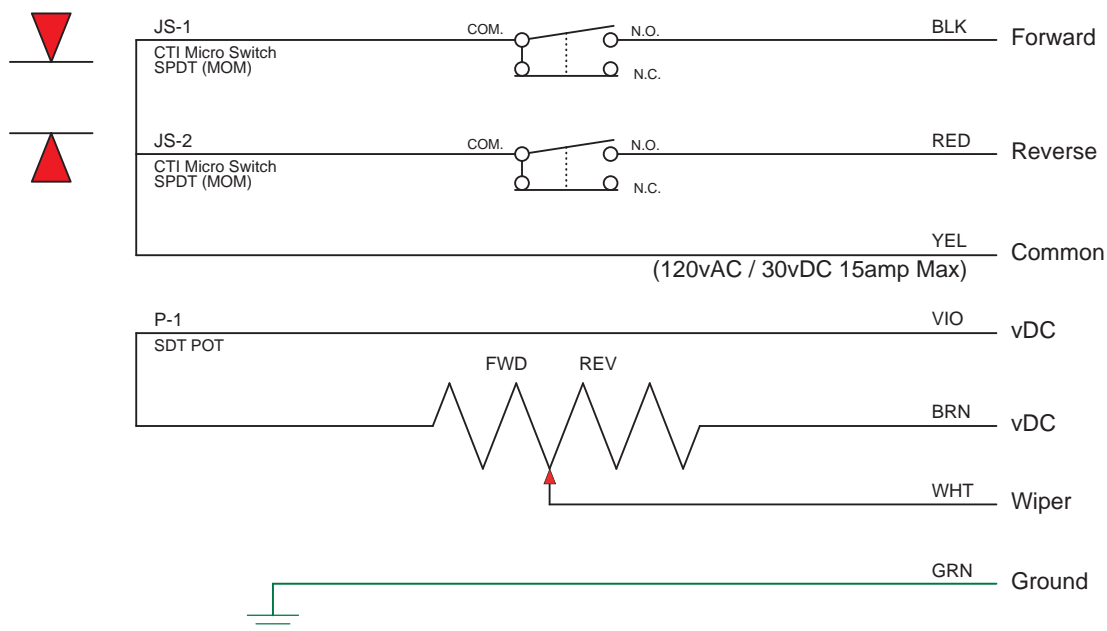 JS-1
COM.
N.O.
BLK
Forward
CTI Micro Switch
SPDT (MOM)
N.C.
JS-2
COM.
N.O.
RED
Reverse
CTI Micro Switch
SPDT (MOM)
N.C.
YEL
Common
(120vAC / 30vDC 15amp Max)
P-1
VIO
vDC
SDT POT
FWD
REV
BRN
vDC
WHT
Wiper
GRN
Ground